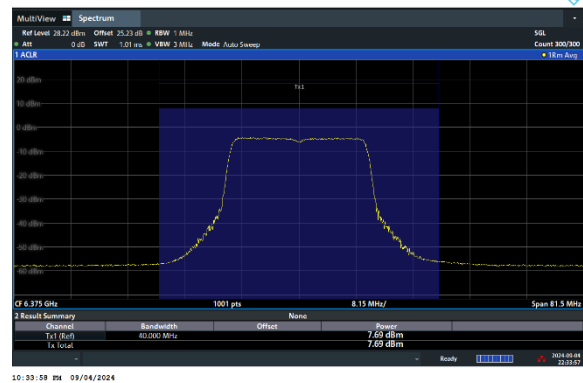 MultiView Spectrum
Ref Level 28.22 dBm Offset 25.23 dB RBW 1 MHz SGL
Att 0 dB SWT 1.01 ms VBW 3 MHz Mode Auto Sweep Count 300/300
1 ACLR 1Rm Avg
20 dBm
Tx1
10 dBm
0 dBm
-10 dBm
-20 dBm
-30 dBm
-40 dBm
-50 dBm
-60 dBm
CF 6.375 GHz 1001 pts 8.15 MHz/ Span 81.5 MHz
2 Result Summary None
Channel Bandwidth Offset Power
Tx1 (Ref) 40.000 MHz 7.69 dBm
Tx Total 7.69 dBm
Ready 2024-09-04
22:33:57
10:33:58 PM 09/04/2024